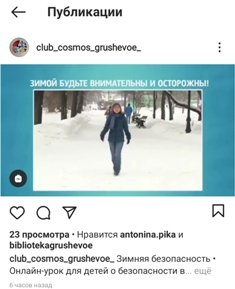 Публикации
club_cosmos_grushevoe_
ЗИМОЙ БУДЬТЕ ВНИМАТЕЛЬНЫ И ОСТОРОЖНЫ!
23 просмотра • Нравится antonina.pika и
bibliotekagrushevoe
club_cosmos_grushevoe_ Зимняя безопасность •
Онлайн-урок для детей о безопасности в... ещё
6 часов назад